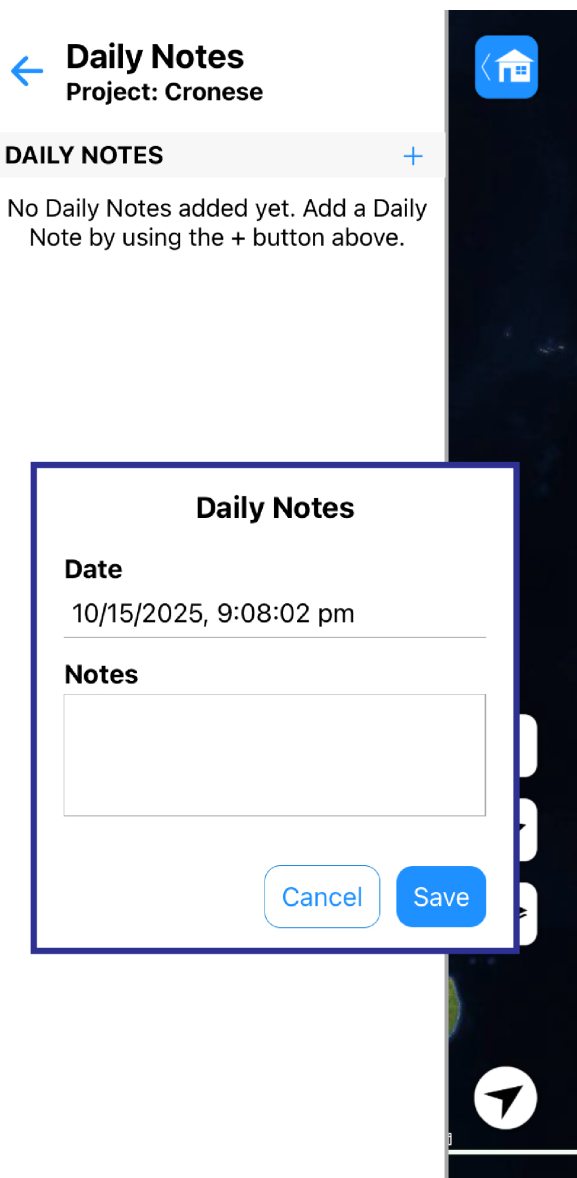 Daily Notes
Project: Cronese
DAILY NOTES
+
No Daily Notes added yet. Add a Daily
Note by using the + button above.
Daily Notes
Date
10/15/2025, 9:08:02 pm
Notes
Cancel
Save